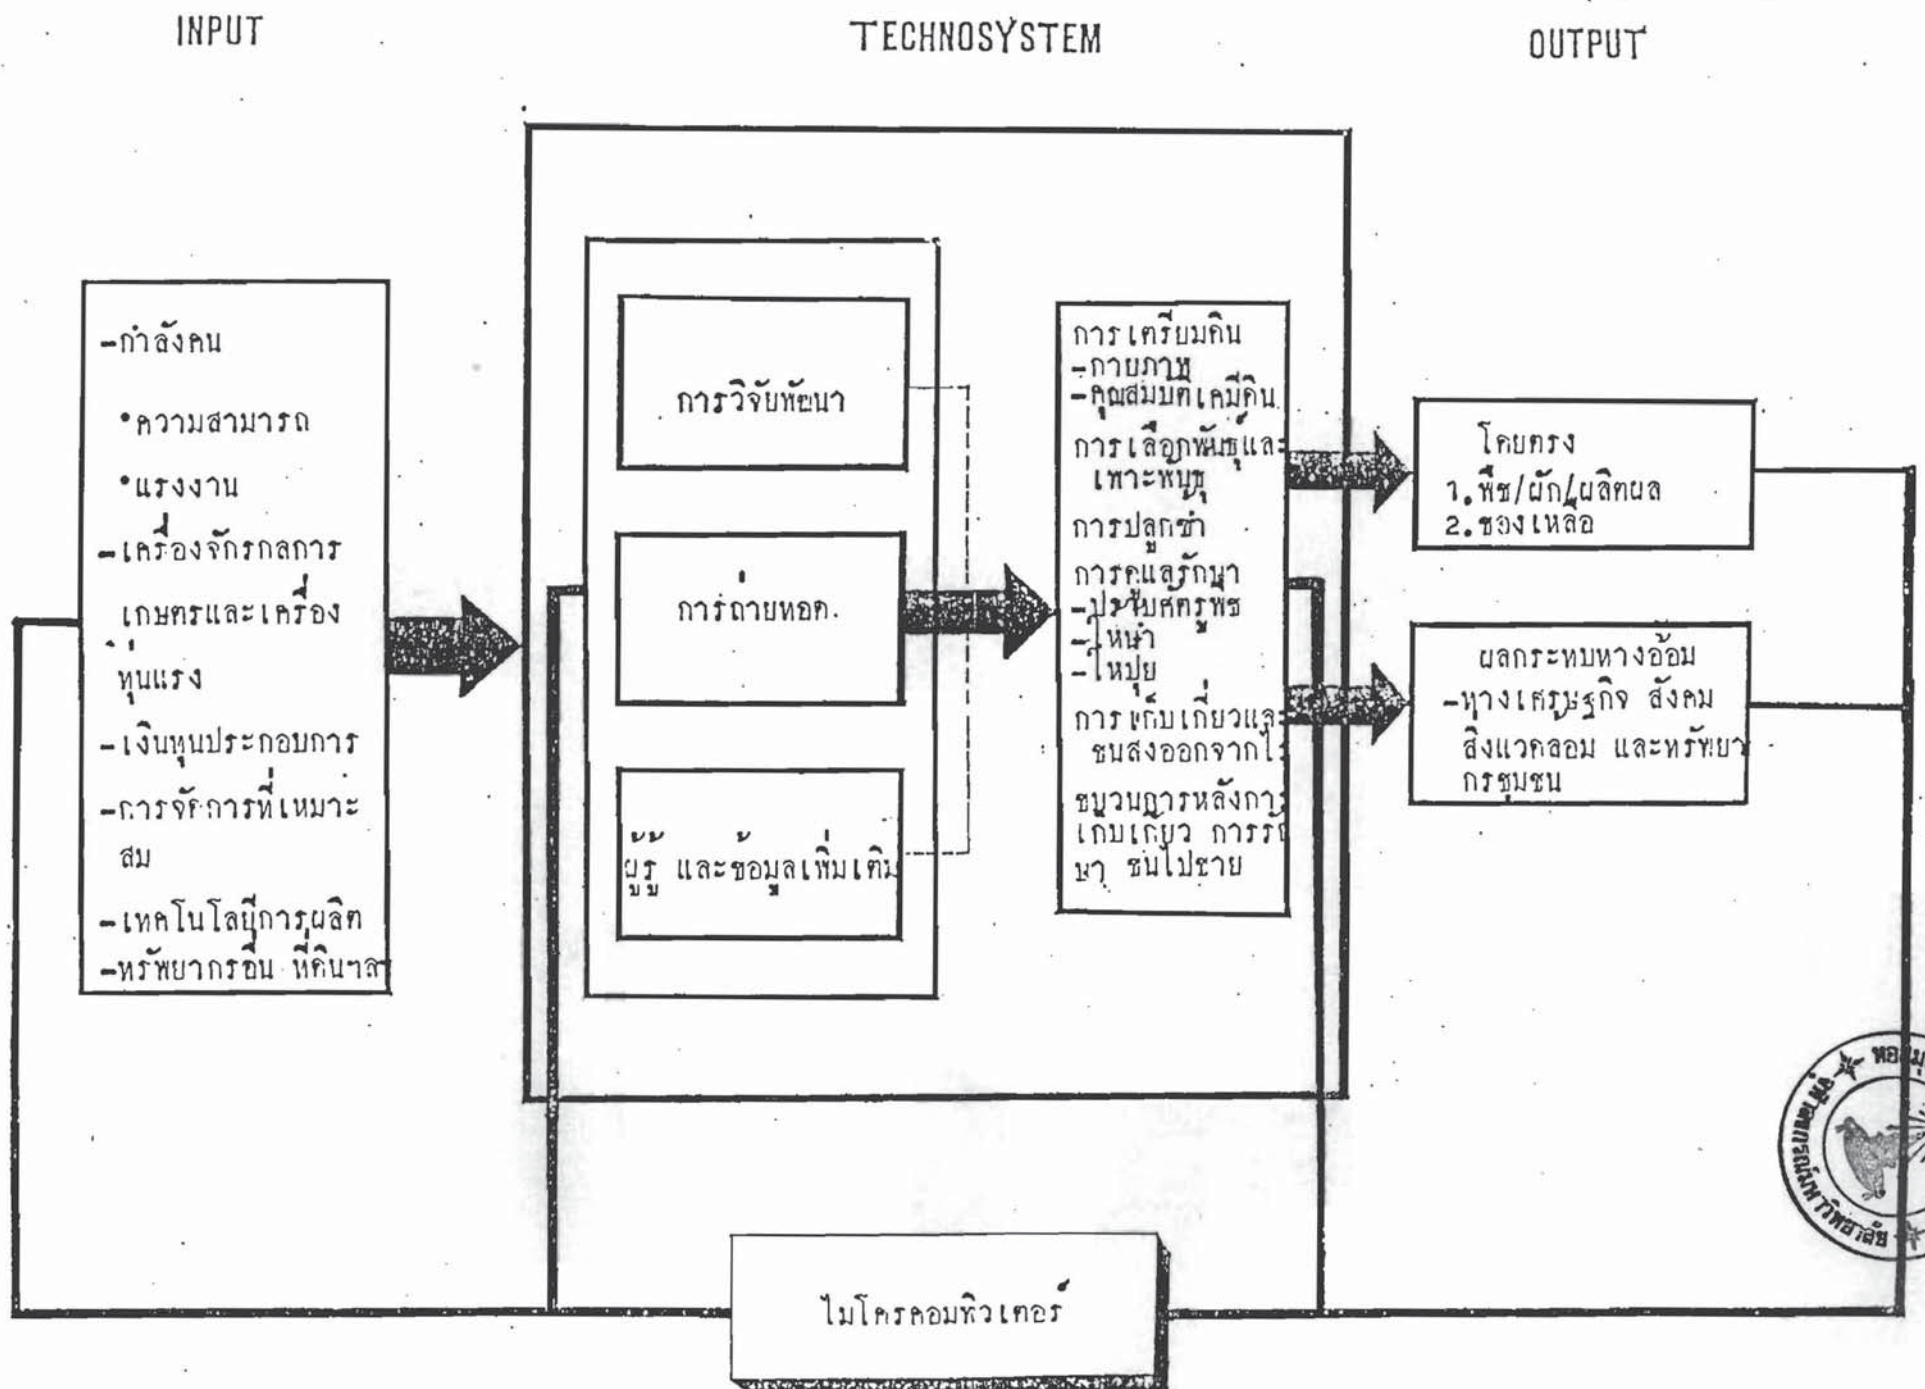 INPUT
TECHNOSYSTEM
OUTPUT
-กำลังคน
•ความสามารถ
•แรงงาน
-เครื่องจักรกลการ
เกษตรและเครื่อง
ทุ่นแรง
-เงินทุนประกอบการ
-การจัดการที่เหมาะ
สม
-เทคโนโลยีการผลิต
-ทรัพยากรอื่น ที่ดินฯลฯ
การวิจัยพัฒนา
การถ่ายทอด
ผู้รู้ และข้อมูลเพิ่มเติม
การเตรียมดิน
-กายภาพ
-คุณสมบัติเคมีดิน
การเลือกพันธุ์และ
เพาะพันธุ์
การปลูกซ้ำ
การดูแลรักษา
-ปราบศัตรูพืช
-ให้น้ำ
-ใหปุ๋ย
การเก็บเกี่ยวและ
ขนส่งออกจากไร่
ขบวนการหลังการ
เก็บเกี่ยว การรัก
ษา ขนไปขาย
โดยตรง
1.พืช/ผัก/ผลิตผล
2.ของเหลือ
ผลกระทบทางอ้อม
-ทางเศรษฐกิจ สังคม
สิ่งแวดล้อม และทรัพยา
กรชุมชน
ไมโครคอมพิวเตอร์
จุฬาลงกรณ์มหาวิทยาลัย